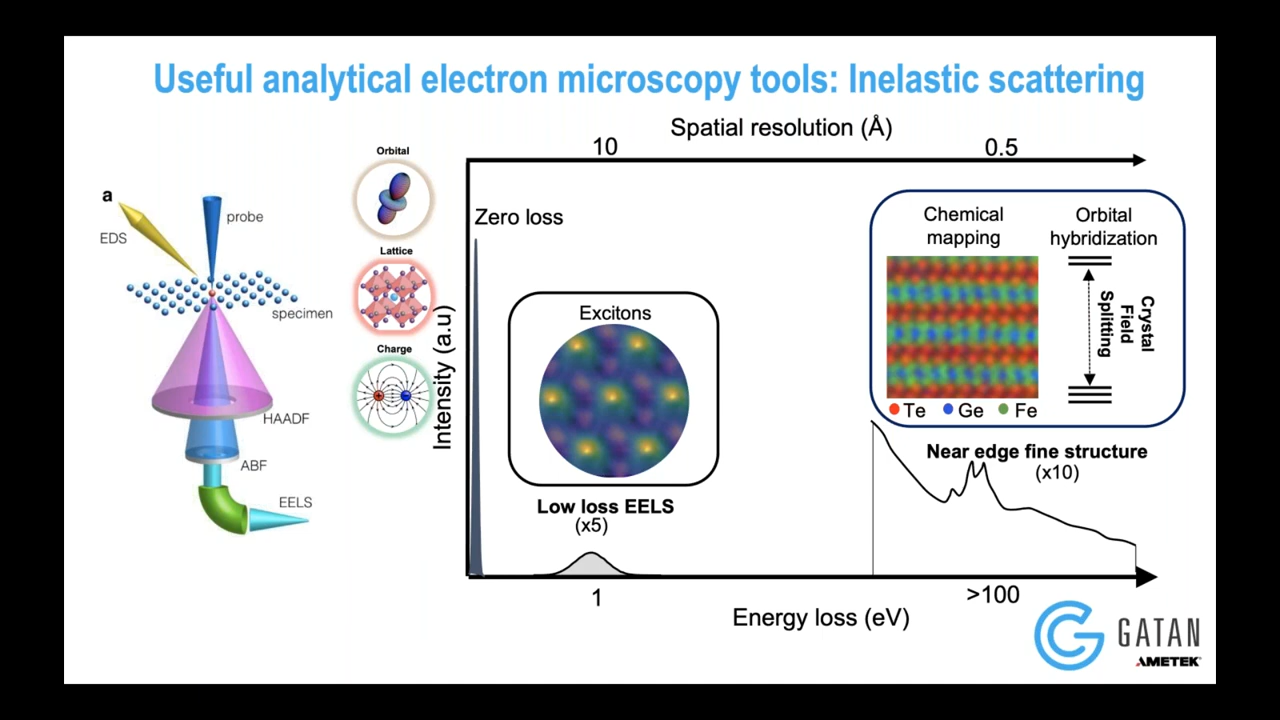 Useful analytical electron microscopy tools: Inelastic scattering
a
EDS
probe
specimen
HAADF
ABF
EELS
Orbital
Lattice
Charge
Spatial resolution (Å)
10
0.5
Zero loss
Intensity (a.u)
Excitons
Low loss EELS
(x5)
Chemical
mapping
Orbital
hybridization
Crystal
Field
Splitting
Te
Ge
Fe
Near edge fine structure
(x10)
1
>100
Energy loss (eV)
GATAN
AMETEK®